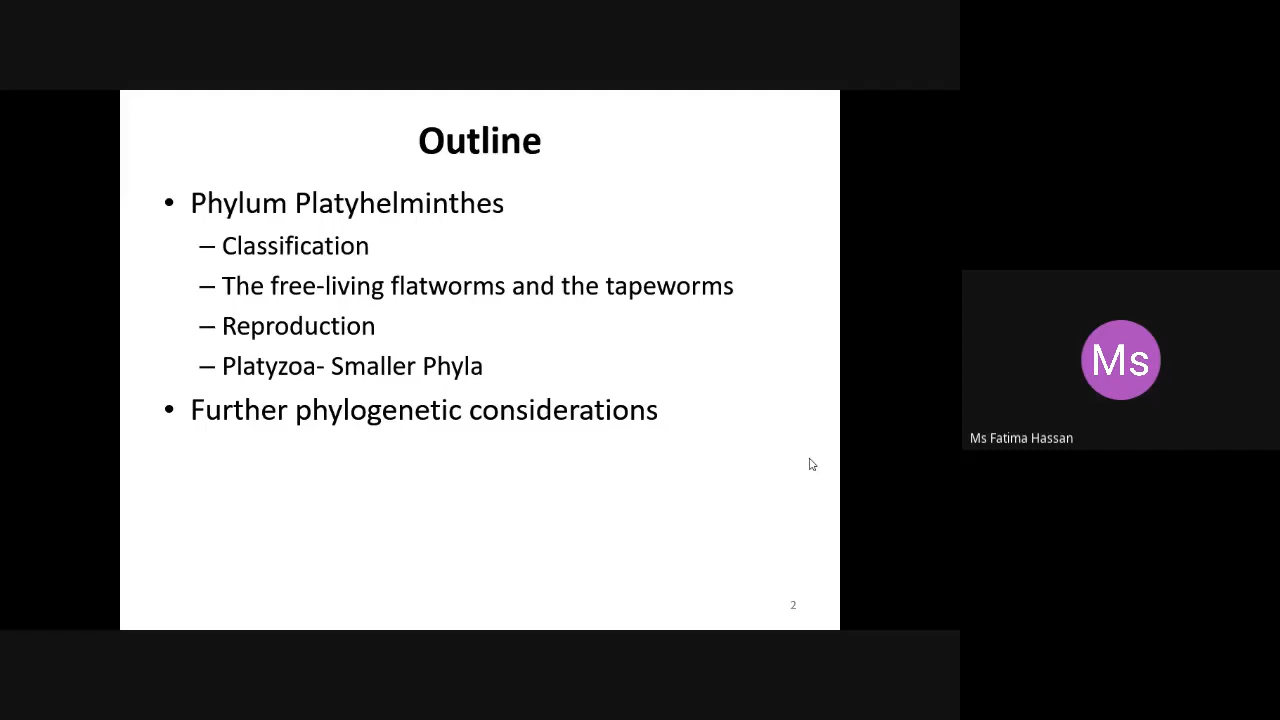 Outline
• Phylum Platyhelminthes
– Classification
– The free-living flatworms and the tapeworms
– Reproduction
– Platyzoa- Smaller Phyla
• Further phylogenetic considerations
2
Ms
Ms Fatima Hassan